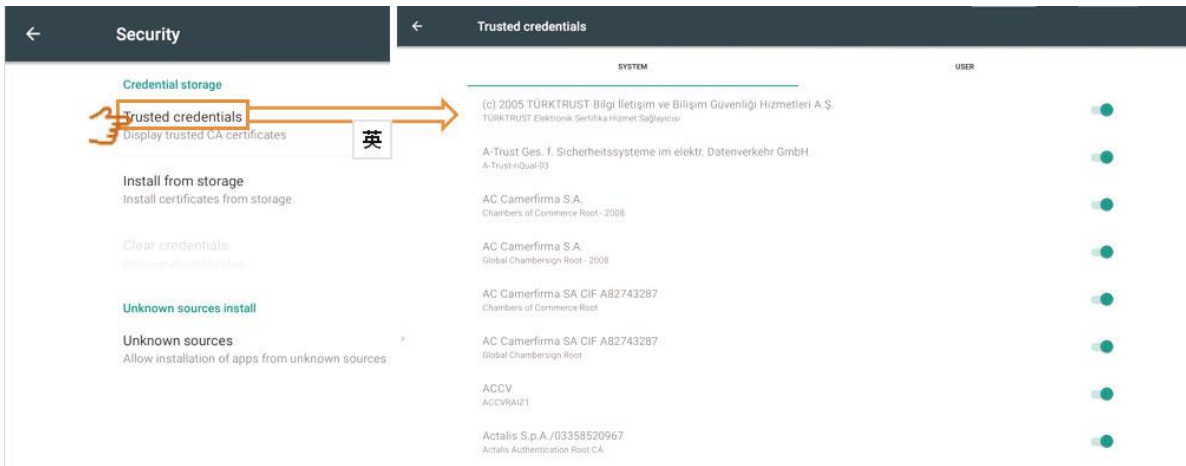 Security
Credential storage
Trusted credentials
Display trusted CA certificates
英
Install from storage
Install certificates from storage
Clear credentials
Remove all certificates
Unknown sources install
Unknown sources
Allow installation of apps from unknown sources
Trusted credentials
SYSTEM
USER
(c) 2005 TÜRKTRUST Bilgi İletişim ve Bilişim Güvenliği Hizmetleri A.Ş.
TÜRKTRUST Elektronik Sertifika Hizmet Sağlayıcısı
A-Trust Ges. f. Sicherheitssysteme im elektr. Datenverkehr GmbH
A-Trust-nQual-03
AC Camerfirma S.A.
Chambers of Commerce Root - 2008
AC Camerfirma S.A.
Global Chambersign Root - 2008
AC Camerfirma SA CIF A82743287
Chambers of Commerce Root
AC Camerfirma SA CIF A82743287
Global Chambersign Root
ACCV
ACCVRAIZ1
Actalis S.p.A./03358520967
Actalis Authentication Root CA